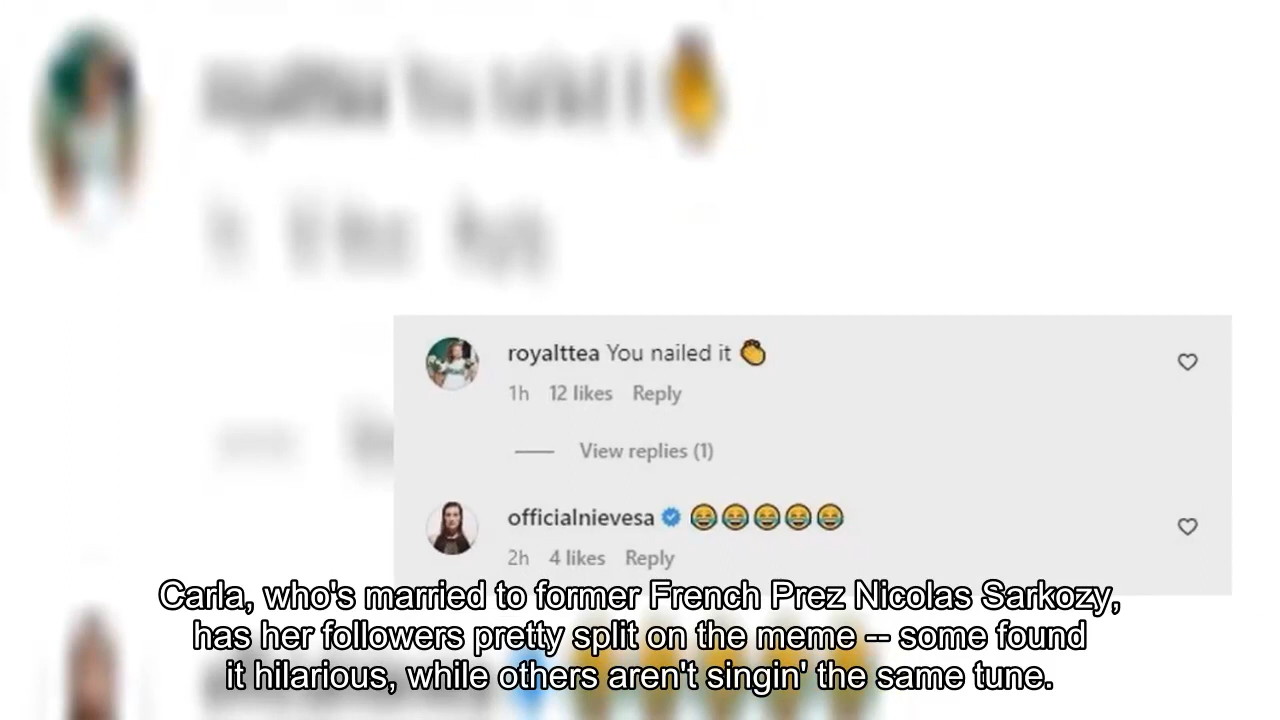 royalttea You nailed it 👏
1h 12 likes Reply
View replies (1)
officialnievesa 😂😂😂😂😂
2h 4 likes Reply
Carla, who's married to former French Prez Nicolas Sarkozy,
has her followers pretty split on the meme -- some found
it hilarious, while others aren't singin' the same tune.